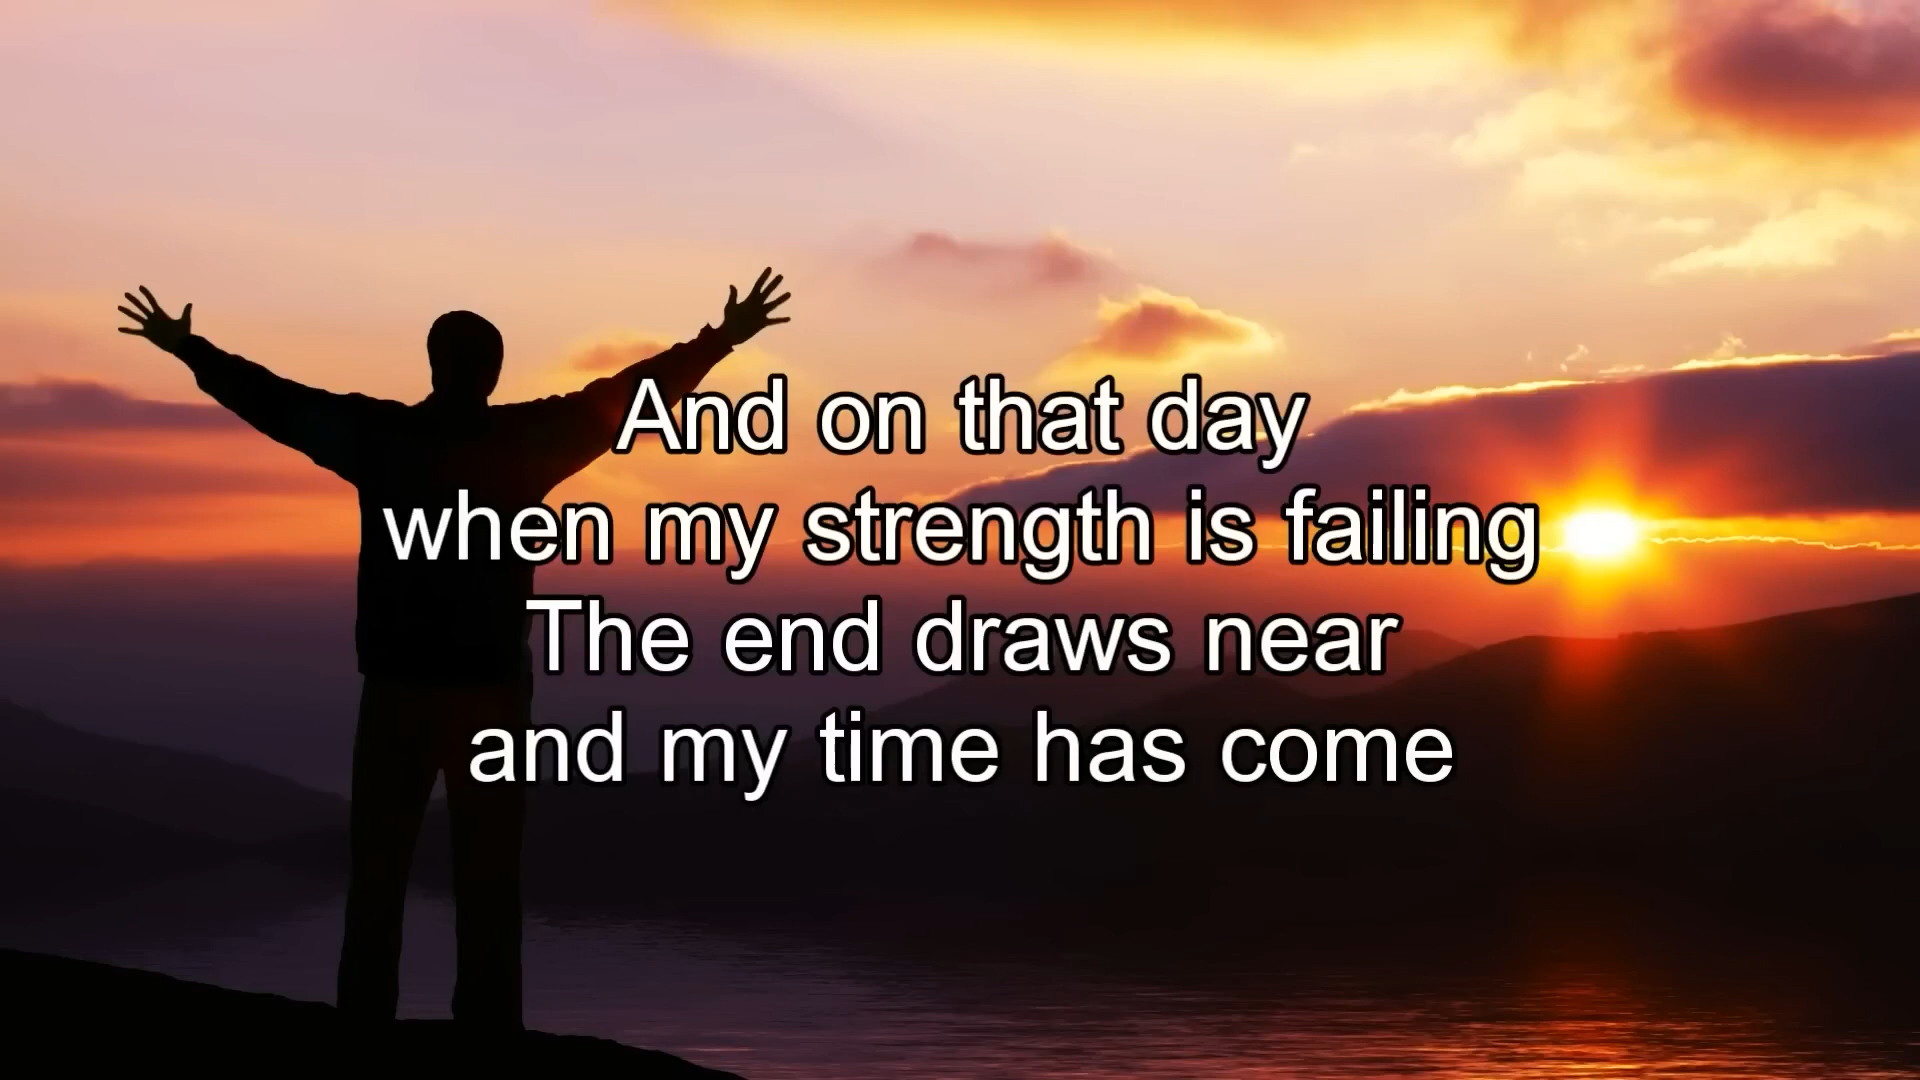 And on that day
when my strength is failing
The end draws near
and my time has come